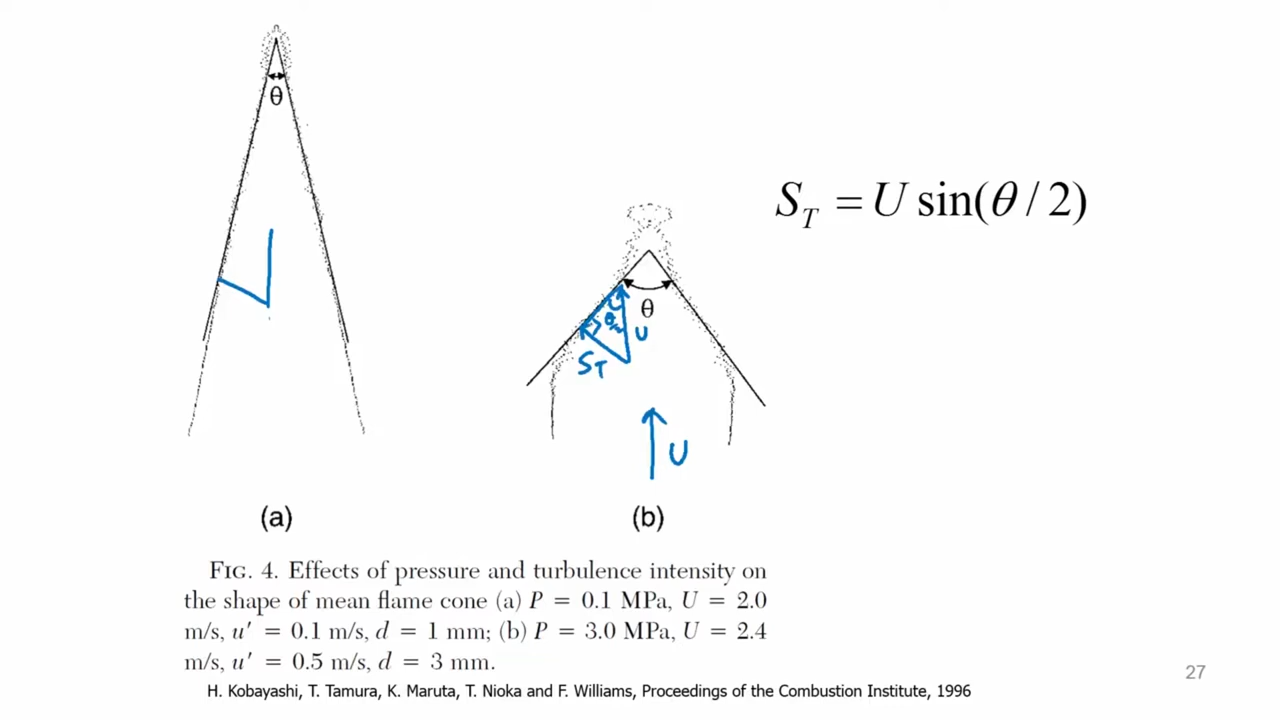 θ
S_T = U sin(θ / 2)
θ
θ/2
U
S_T
U
(a)
(b)
FIG. 4. Effects of pressure and turbulence intensity on
the shape of mean flame cone (a) P = 0.1 MPa, U = 2.0
m/s, u′ = 0.1 m/s, d = 1 mm; (b) P = 3.0 MPa, U = 2.4
m/s, u′ = 0.5 m/s, d = 3 mm.
H. Kobayashi, T. Tamura, K. Maruta, T. Nioka and F. Williams, Proceedings of the Combustion Institute, 1996
27